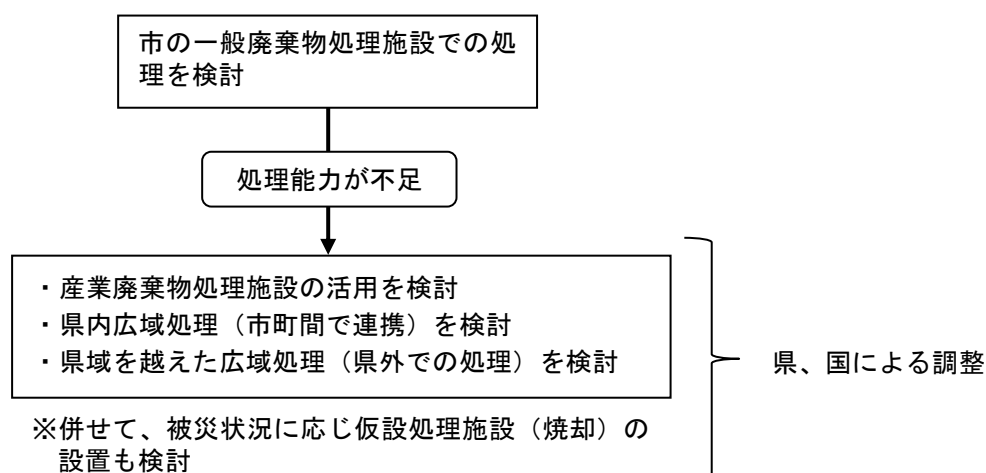 市の一般廃棄物処理施設での処
理を検討
処理能力が不足
・産業廃棄物処理施設の活用を検討
・県内広域処理（市町間で連携）を検討
・県域を越えた広域処理（県外での処理）を検討
県、国による調整
※併せて、被災状況に応じ仮設処理施設（焼却）の
設置も検討